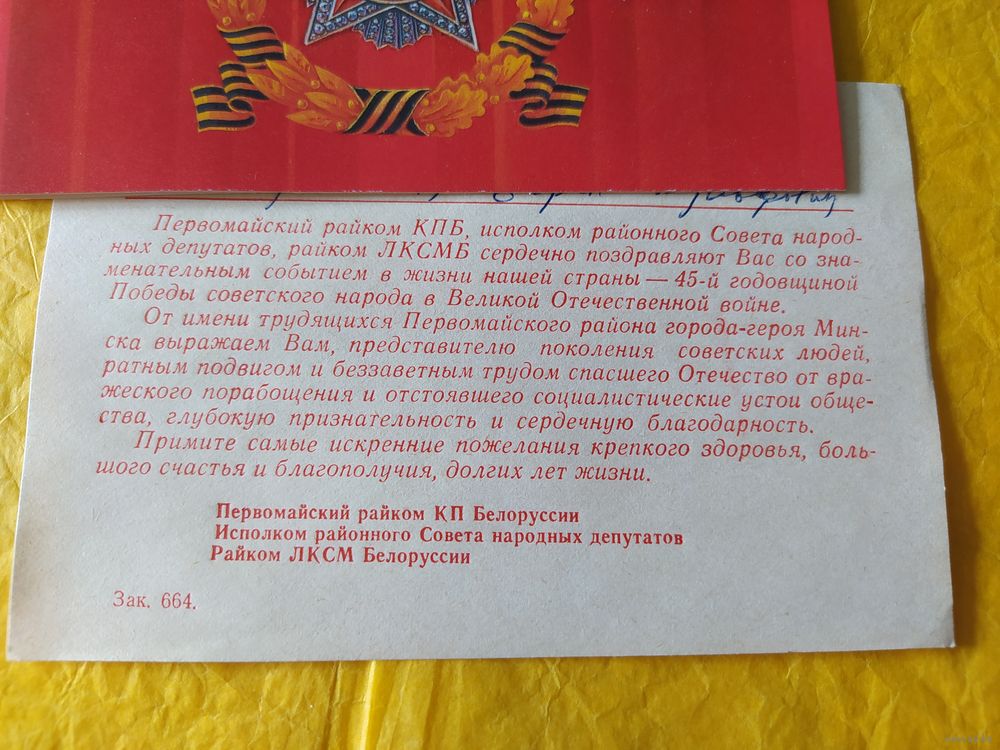 Первомайский райком КПБ, исполком районного Совета народ-
ных депутатов, райком ЛКСМБ сердечно поздравляют Вас со зна-
менательным событием в жизни нашей страны — 45-й годовщиной
Победы советского народа в Великой Отечественной войне.
От имени трудящихся Первомайского района города-героя Мин-
ска выражаем Вам, представителю поколения советских людей,
ратным подвигом и беззаветным трудом спасшего Отечество от вра-
жеского порабощения и отстоявшего социалистические устои обще-
ства, глубокую признательность и сердечную благодарность.
Примите самые искренние пожелания крепкого здоровья, боль-
шого счастья и благополучия, долгих лет жизни.
Первомайский райком КП Белоруссии
Исполком районного Совета народных депутатов
Райком ЛКСМ Белоруссии
Зак. 664.